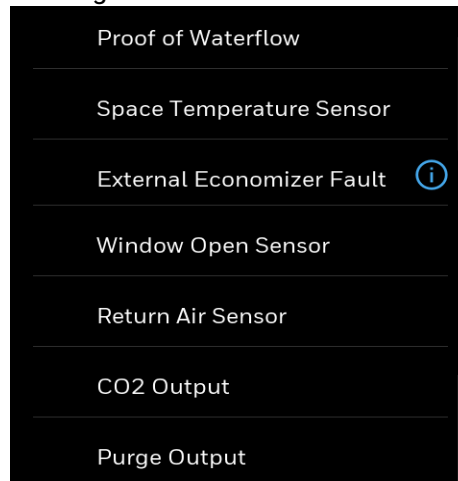 Proof of Waterflow
Space Temperature Sensor
External Economizer Fault
Window Open Sensor
Return Air Sensor
CO2 Output
Purge Output